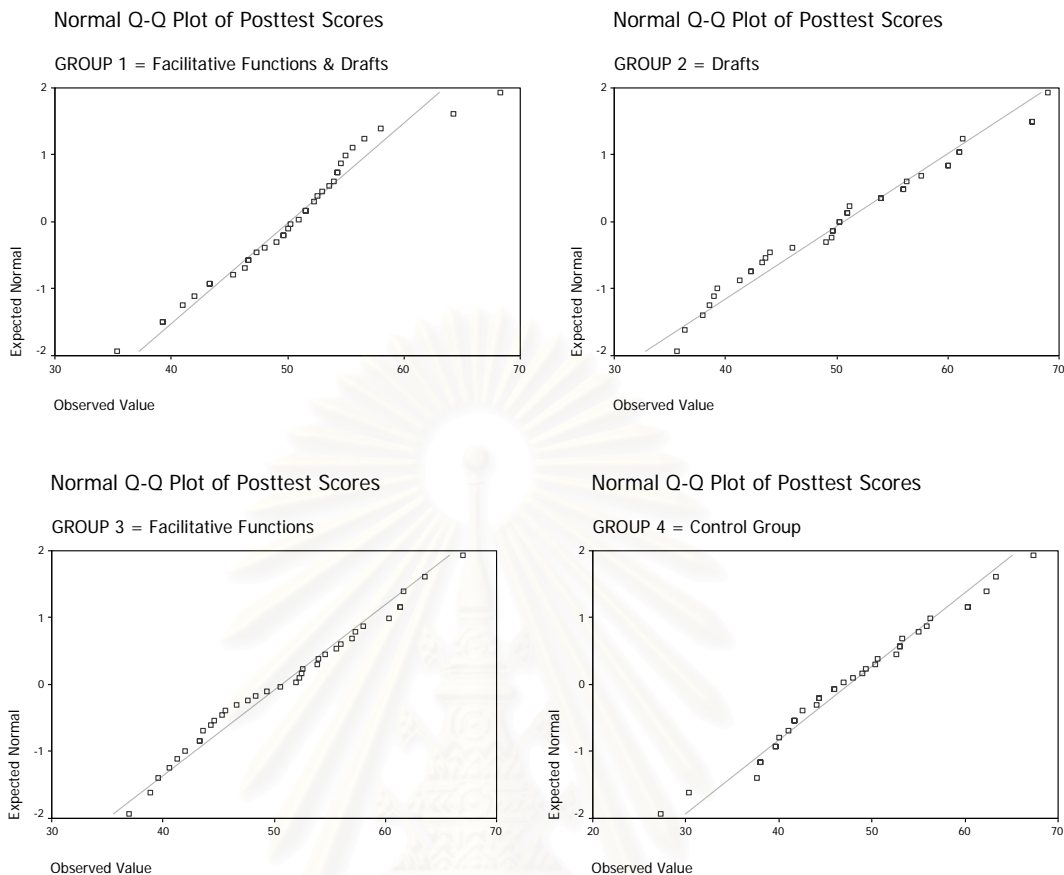 Normal Q-Q Plot of Posttest Scores
GROUP 1 = Facilitative Functions & Drafts
Expected Normal
2
1
0
-1
-2
30 40 50 60 70
Observed Value
Normal Q-Q Plot of Posttest Scores
GROUP 2 = Drafts
Expected Normal
2
1
0
-1
-2
30 40 50 60 70
Observed Value
Normal Q-Q Plot of Posttest Scores
GROUP 3 = Facilitative Functions
Expected Normal
2
1
0
-1
-2
30 40 50 60 70
Observed Value
Normal Q-Q Plot of Posttest Scores
GROUP 4 = Control Group
Expected Normal
2
1
0
-1
-2
20 30 40 50 60 70
Observed Value